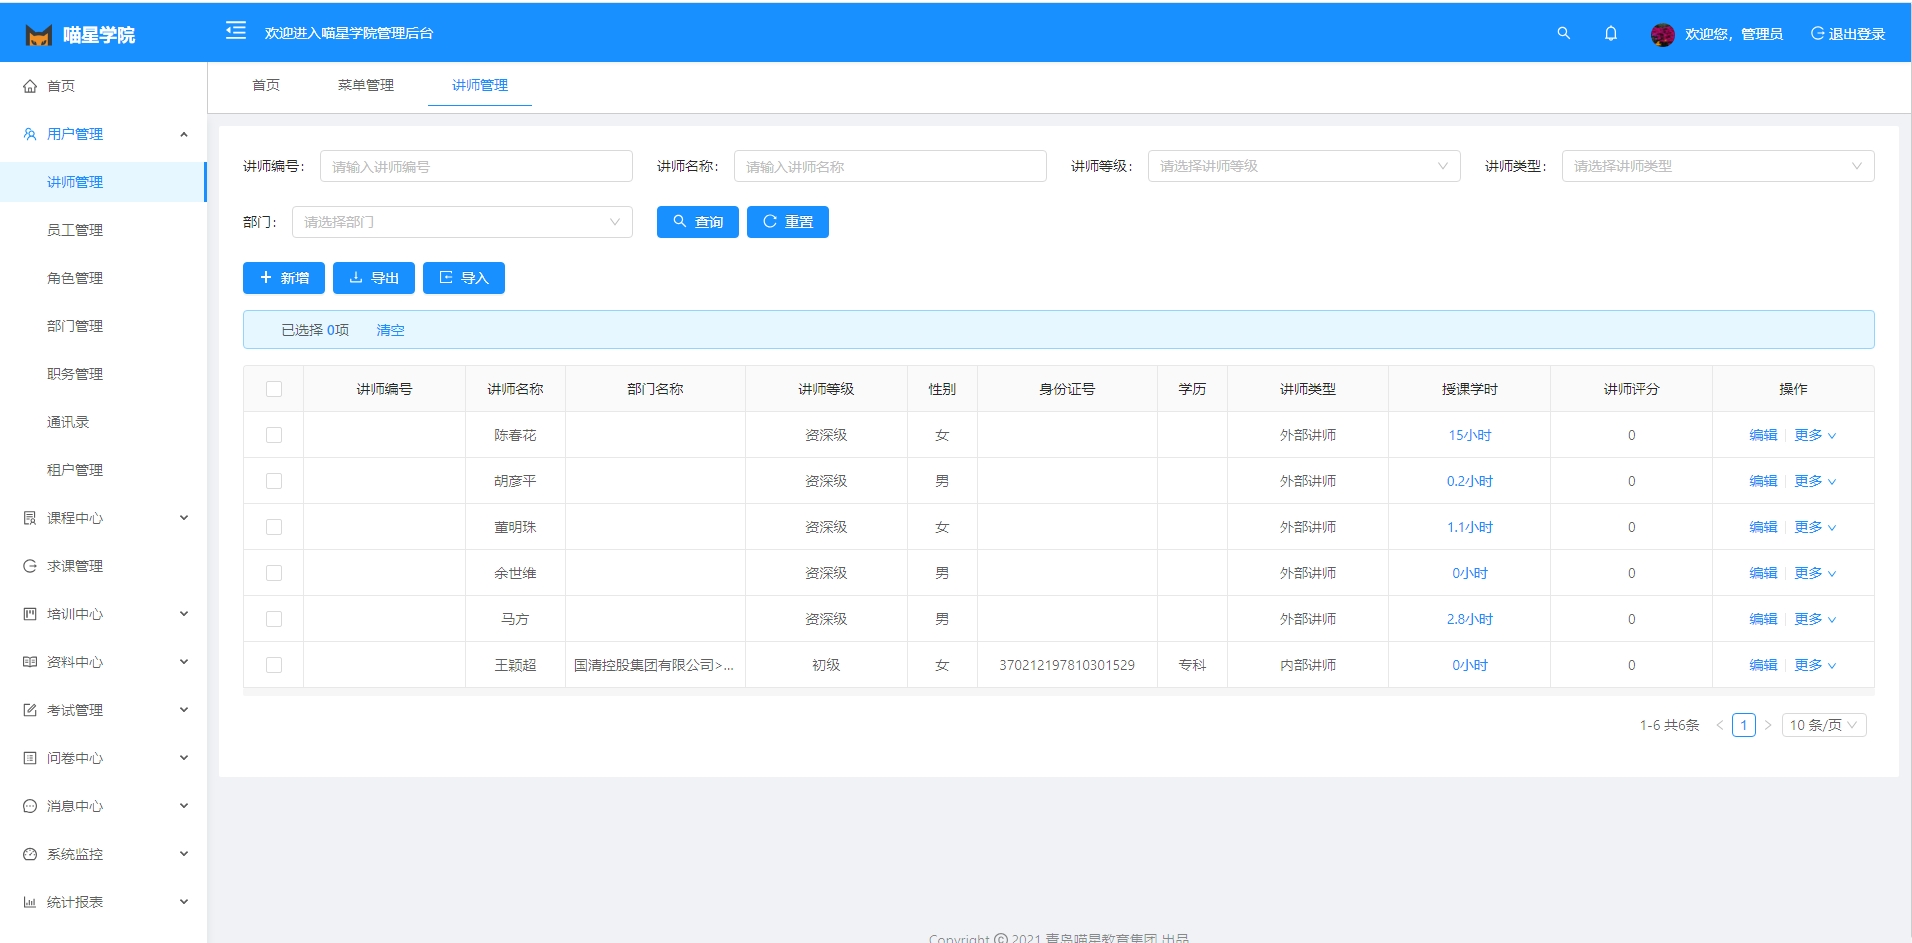 喵星学院
欢迎进入喵星学院管理后台
欢迎您，管理员
退出登录
首页
用户管理
讲师管理
员工管理
角色管理
部门管理
职务管理
通讯录
租户管理
课程中心
求课管理
培训中心
资料中心
考试管理
问卷中心
消息中心
系统监控
统计报表
首页 菜单管理 讲师管理
讲师编号： 请输入讲师编号 讲师名称： 请输入讲师名称 讲师等级： 请选择讲师等级 讲师类型： 请选择讲师类型
部门： 请选择部门 查询 重置
新增 导出 导入
已选择 0项 清空
讲师编号 讲师名称 部门名称 讲师等级 性别 身份证号 学历 讲师类型 授课学时 讲师评分 操作
陈春花 资深级 女 外部讲师 15小时 0 编辑 更多
胡彦平 资深级 男 外部讲师 0.2小时 0 编辑 更多
董明珠 资深级 女 外部讲师 1.1小时 0 编辑 更多
余世维 资深级 男 外部讲师 0小时 0 编辑 更多
马方 资深级 男 外部讲师 2.8小时 0 编辑 更多
王颖超 国清控股集团有限公司>... 初级 女 370212197810301529 专科 内部讲师 0小时 0 编辑 更多
1-6 共6条 < 1 > 10 条/页
Copyright © 2021 青岛喵星教育集团 出品